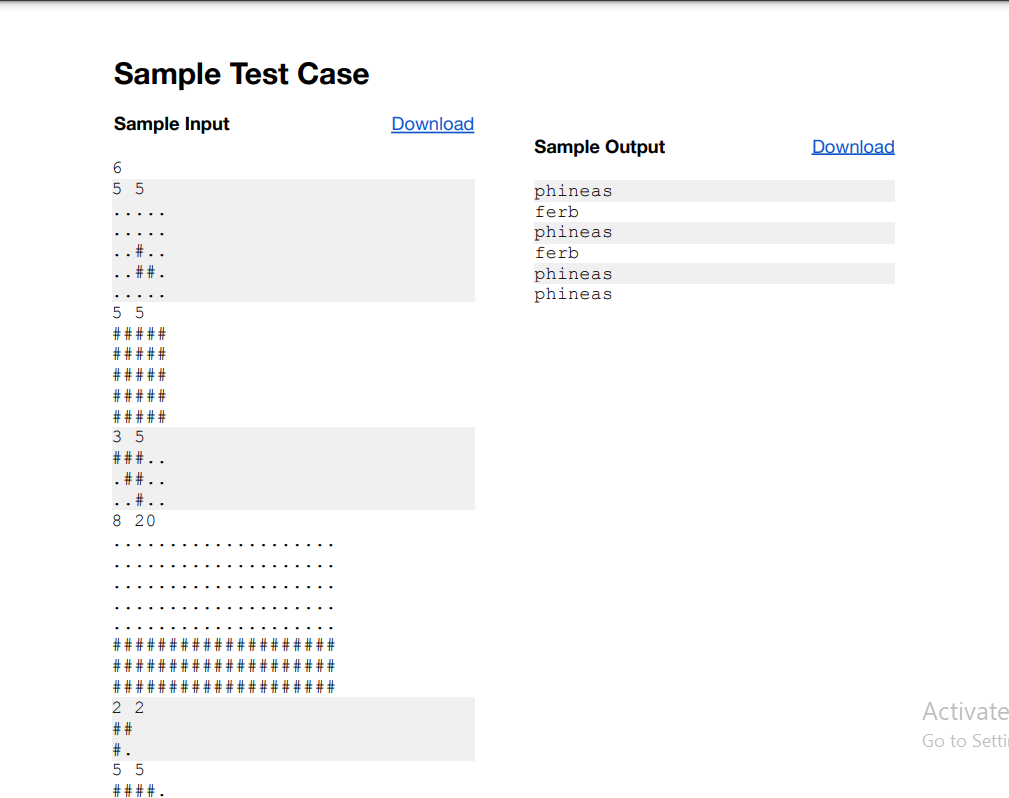 Sample Test Case
Sample Input Download
6
5 5
.....
.....
..#..
..##.
.....
5 5
#####
#####
#####
#####
#####
3 5
###..
.##..
..#..
8 20
....................
....................
....................
....................
....................
####################
####################
####################
2 2
##
#.
5 5
####.
Sample Output Download
phineas
ferb
phineas
ferb
phineas
phineas
Activate
Go to Setti